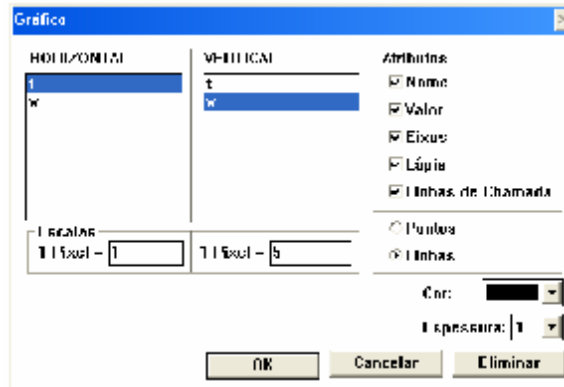 Gráfico
HORIZONTAL
t
w
VERTICAL
t
w
Atributos
Nome
Valor
Eixos
Lápis
Linhas de Chamada
Pontos
Linhas
Escalas
1 Pixel = 1
1 Pixel = 5
Cor:
Espessura: 1
OK
Cancelar
Eliminar